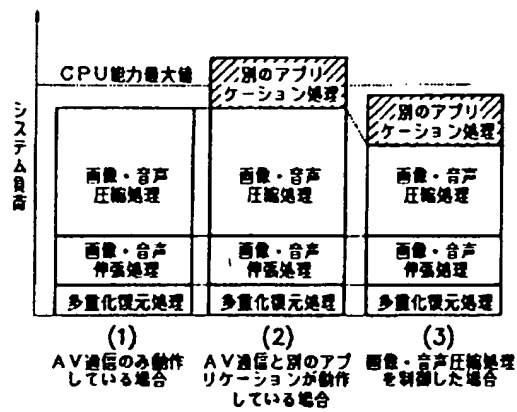 CPU能力最大値
システム負荷
別のアプリ
ケーション処理
別のアプリ
ケーション処理
画像・音声
圧縮処理
画像・音声
圧縮処理
画像・音声
圧縮処理
画像・音声
伸張処理
画像・音声
伸張処理
画像・音声
伸張処理
多重化復元処理
多重化復元処理
多重化復元処理
(1)
AV通信のみ動作
している場合
(2)
AV通信と別のアプ
リケーションが動作
している場合
(3)
画像・音声圧縮処理
を制御した場合